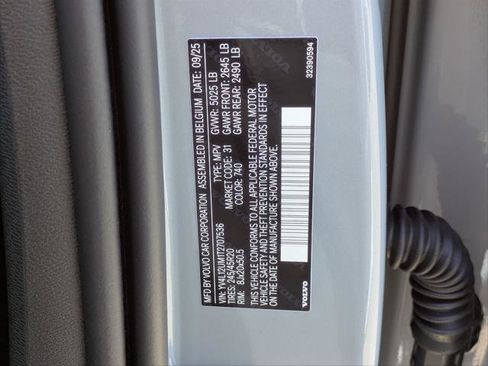 VOLVO CAR CORPORATION ASSEMBLED IN BELGIUM DATE: 09/25
MFD BY
VIN: YV4L12UM1T2707536 TYPE: MPV GVWR: 5025 LB
TIRES: 245/45R20 MARKET CODE: 31 GAWR FRONT: 2645 LB
RIM: 8Jx20x50.5 COLOR: 740 GAWR REAR: 2490 LB
THIS VEHICLE CONFORMS TO ALL APPLICABLE FEDERAL MOTOR
VEHICLE SAFETY AND THEFT PREVENTION STANDARDS IN EFFECT
ON THE DATE OF MANUFACTURE SHOWN ABOVE.
VOLVO 32390594